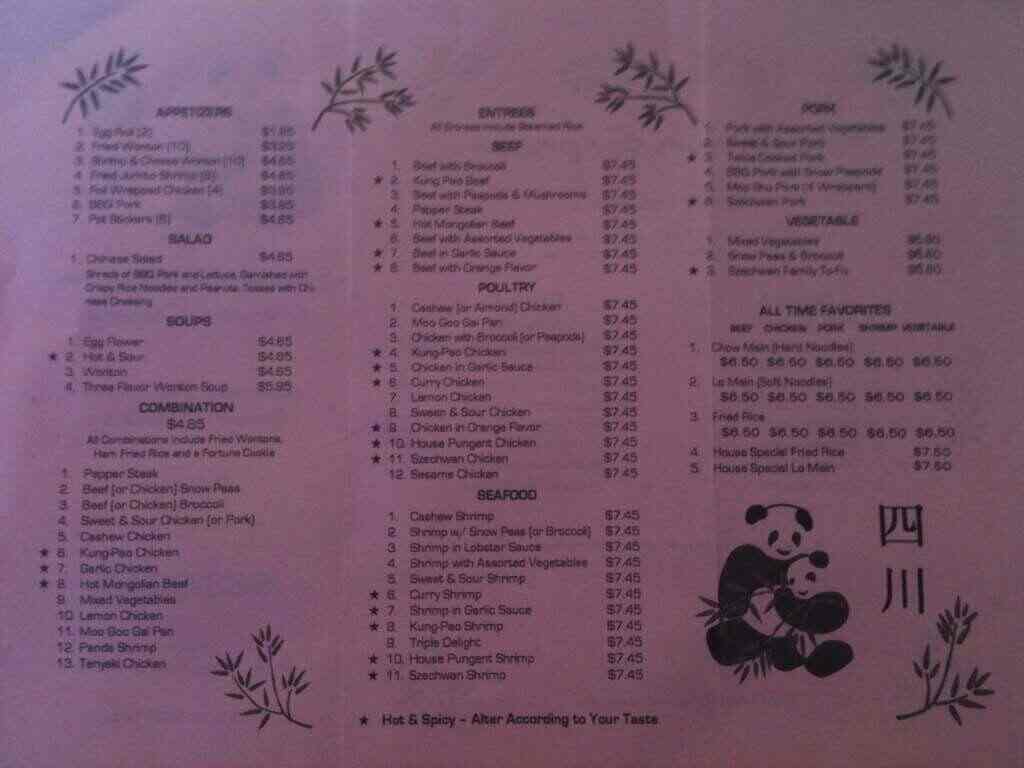 APPETIZERS
1. Egg Roll (2) $1.85
2. Fried Wonton (10)
3. Shrimp & Cheese Wonton (10) $4.65
4. Fried Jumbo Shrimp $4.65
5. Foil Wrapped Chicken (4)
6. BBQ Pork
7. Pot Stickers (6) $4.65
SALAD
1. Chinese Salad $4.65
Shreds of BBQ Pork and Lettuce, Garnished with
Crispy Rice Noodles and Peanuts. Tossed with Chi-
nese Dressing
SOUPS
1. Egg Flower $4.65
★ 2. Hot & Sour $4.65
3. Wonton $4.65
4. Three Flavor Wonton Soup $5.95
COMBINATION
$4.65
All Combinations Include Fried Wontons,
Ham Fried Rice and a Fortune Cookie
1. Pepper Steak
2. Beef (or Chicken) Snow Peas
3. Beef (or Chicken) Broccoli
4. Sweet & Sour Chicken (or Pork)
5. Cashew Chicken
★ 6. Kung-Pao Chicken
★ 7. Garlic Chicken
★ 8. Hot Mongolian Beef
9. Mixed Vegetables
10. Lemon Chicken
11. Moo Goo Gai Pan
12. Panda Shrimp
13. Teriyaki Chicken
ENTREES
All Entrees Include Steamed Rice
BEEF
1. Beef with Broccoli $7.45
★ 2. Kung Pao Beef $7.45
3. Beef with Peapods & Mushrooms $7.45
4. Pepper Steak $7.45
★ 5. Hot Mongolian Beef $7.45
6. Beef with Assorted Vegetables $7.45
★ 7. Beef in Garlic Sauce $7.45
★ 8. Beef with Orange Flavor $7.45
POULTRY
1. Cashew (or Almond) Chicken $7.45
2. Moo Goo Gai Pan $7.45
3. Chicken with Broccoli (or Peapods) $7.45
★ 4. Kung-Pao Chicken $7.45
★ 5. Chicken in Garlic Sauce $7.45
★ 6. Curry Chicken $7.45
7. Lemon Chicken $7.45
8. Sweet & Sour Chicken $7.45
★ 9. Chicken in Orange Flavor $7.45
★ 10. House Pungent Chicken $7.45
★ 11. Szechwan Chicken $7.45
12. Sesame Chicken $7.45
SEAFOOD
1. Cashew Shrimp $7.45
2. Shrimp w/ Snow Peas (or Broccoli) $7.45
3. Shrimp in Lobster Sauce $7.45
4. Shrimp with Assorted Vegetables $7.45
5. Sweet & Sour Shrimp $7.45
★ 6. Curry Shrimp $7.45
★ 7. Shrimp in Garlic Sauce $7.45
★ 8. Kung-Pao Shrimp $7.45
9. Triple Delight $7.45
★ 10. House Pungent Shrimp $7.45
★ 11. Szechwan Shrimp $7.45
★ Hot & Spicy – Alter According to Your Taste
PORK
1. Pork with Assorted Vegetables $7.45
2. Sweet & Sour Pork $7.45
★ 3. Twice Cooked Pork $7.45
4. BBQ Pork with Snow Peapods $7.45
5. Moo Shu Pork (4 Wrappers) $7.45
★ 6. Szechwan Pork $7.45
VEGETABLE
1. Mixed Vegetables
2. Snow Peas & Broccoli
★ 3. Szechwan Family To-Fu
ALL TIME FAVORITES
BEEF CHICKEN PORK SHRIMP VEGETABLE
1. Chow Mein (Hard Noodles)
$6.50 $6.50 $6.50 $6.50 $6.50
2. Lo Mein (Soft Noodles)
$6.50 $6.50 $6.50 $6.50 $6.50
3. Fried Rice
$6.50 $6.50 $6.50 $6.50 $6.50
4. House Special Fried Rice $7.50
5. House Special Lo Mein $7.50
四
川